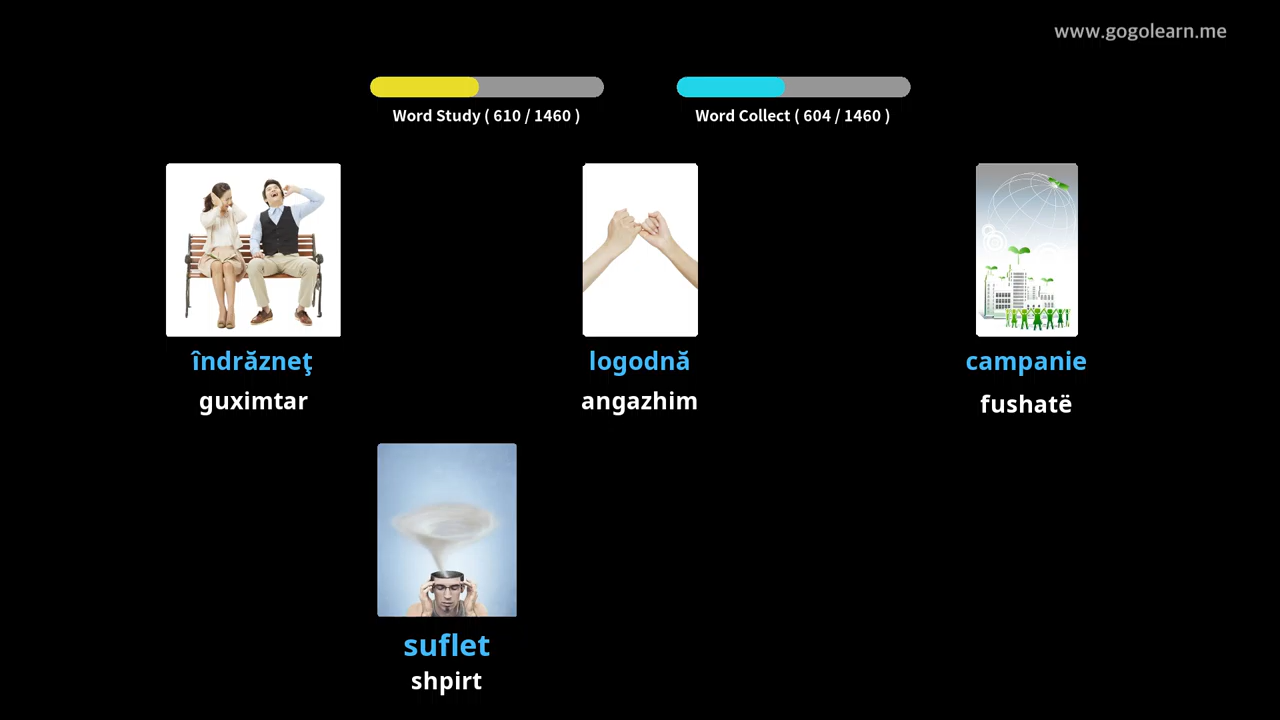 www.gogolearn.me
Word Study ( 610 / 1460 )
Word Collect ( 604 / 1460 )
îndrăzneţ
guximtar
logodnă
angazhim
campanie
fushatë
suflet
shpirt